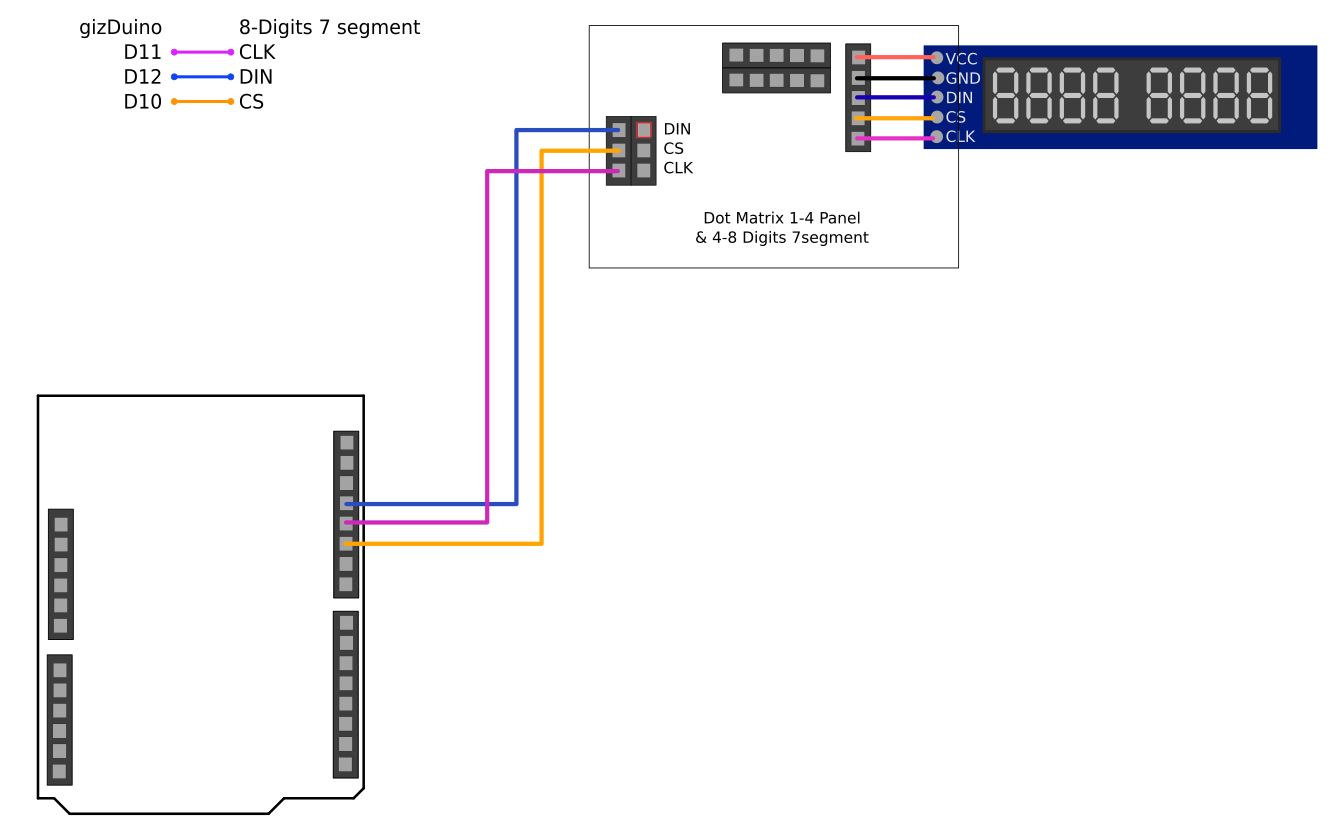 gizDuino 8-Digits 7 segment
D11 CLK
D12 DIN
D10 CS
VCC
GND
DIN
CS
CLK
DIN
CS
CLK
Dot Matrix 1-4 Panel
& 4-8 Digits 7segment